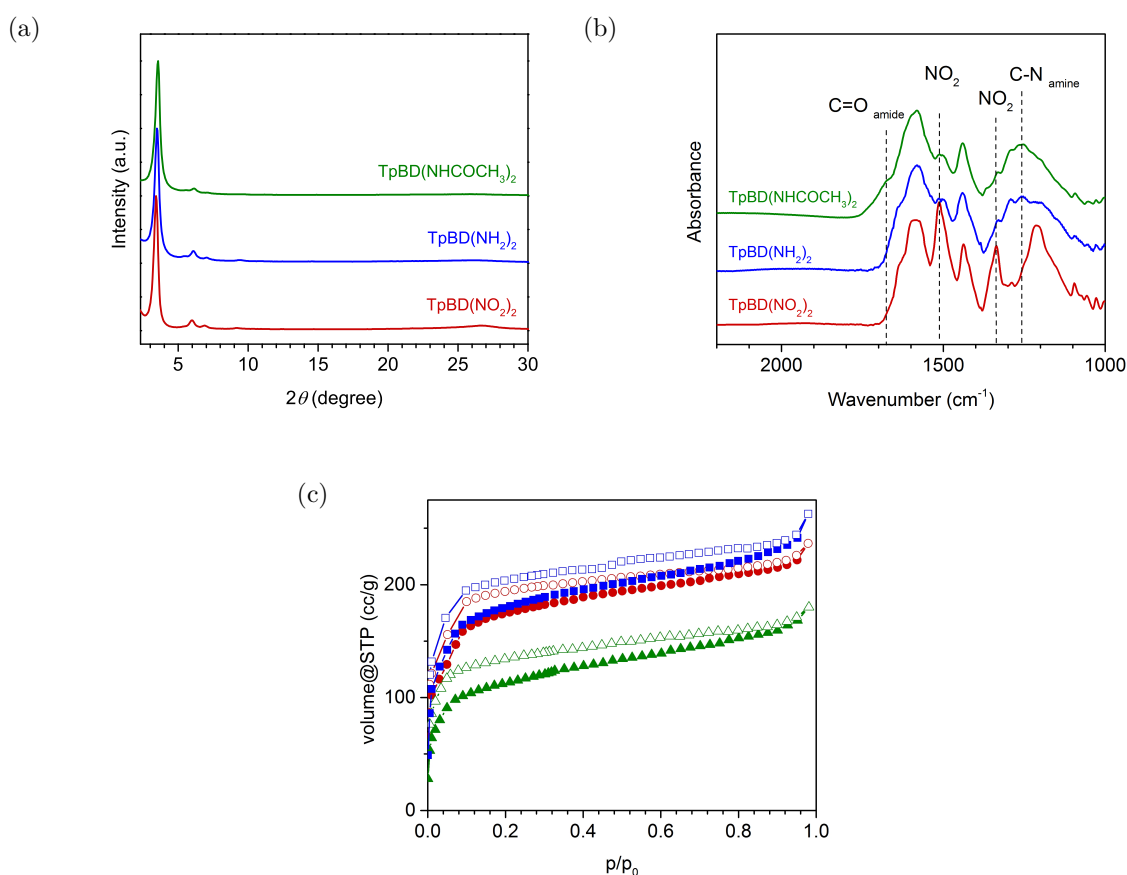 (a)
Intensity (a.u.)
TpBD(NHCOCH₃)₂
TpBD(NH₂)₂
TpBD(NO₂)₂
5 10 15 20 25 30
2θ (degree)
(b)
Absorbance
C=O amide
NO₂
NO₂
C-N amine
TpBD(NHCOCH₃)₂
TpBD(NH₂)₂
TpBD(NO₂)₂
2000 1500 1000
Wavenumber (cm⁻¹)
(c)
volume@STP (cc/g)
200
100
0
0.0 0.2 0.4 0.6 0.8 1.0
p/p₀